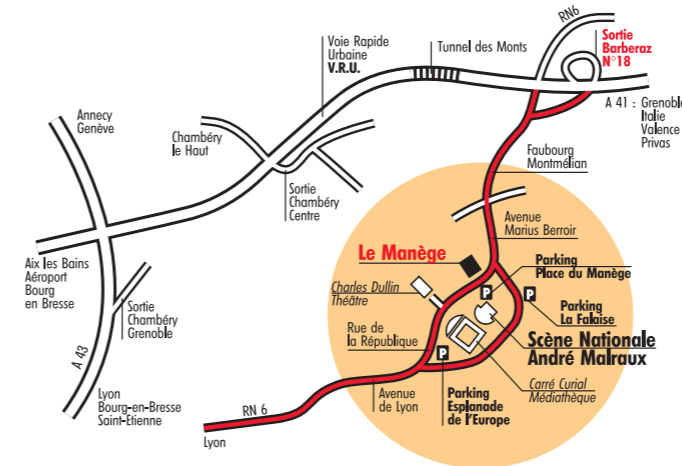 RN6
Sortie
Barberaz
N°18
Voie Rapide
Urbaine
V.R.U.
Tunnel des Monts
A 41 : Grenoble
Italie
Valence
Privas
Annecy
Genève
Chambéry
le Haut
Sortie
Chambéry
Centre
Faubourg
Montmélian
Avenue
Marius Berroir
Aix les Bains
Aéroport
Bourg
en Bresse
Sortie
Chambéry
Grenoble
A 43
Lyon
Bourg-en-Bresse
Saint-Etienne
Le Manège
Charles Dullin
Théâtre
Parking
Place du Manège
P
P
Parking
La Falaise
Rue de
la République
Scène Nationale
André Malraux
P
Carré Curial
Médiathèque
Avenue
de Lyon
Parking
Esplanade
de l'Europe
RN 6
Lyon